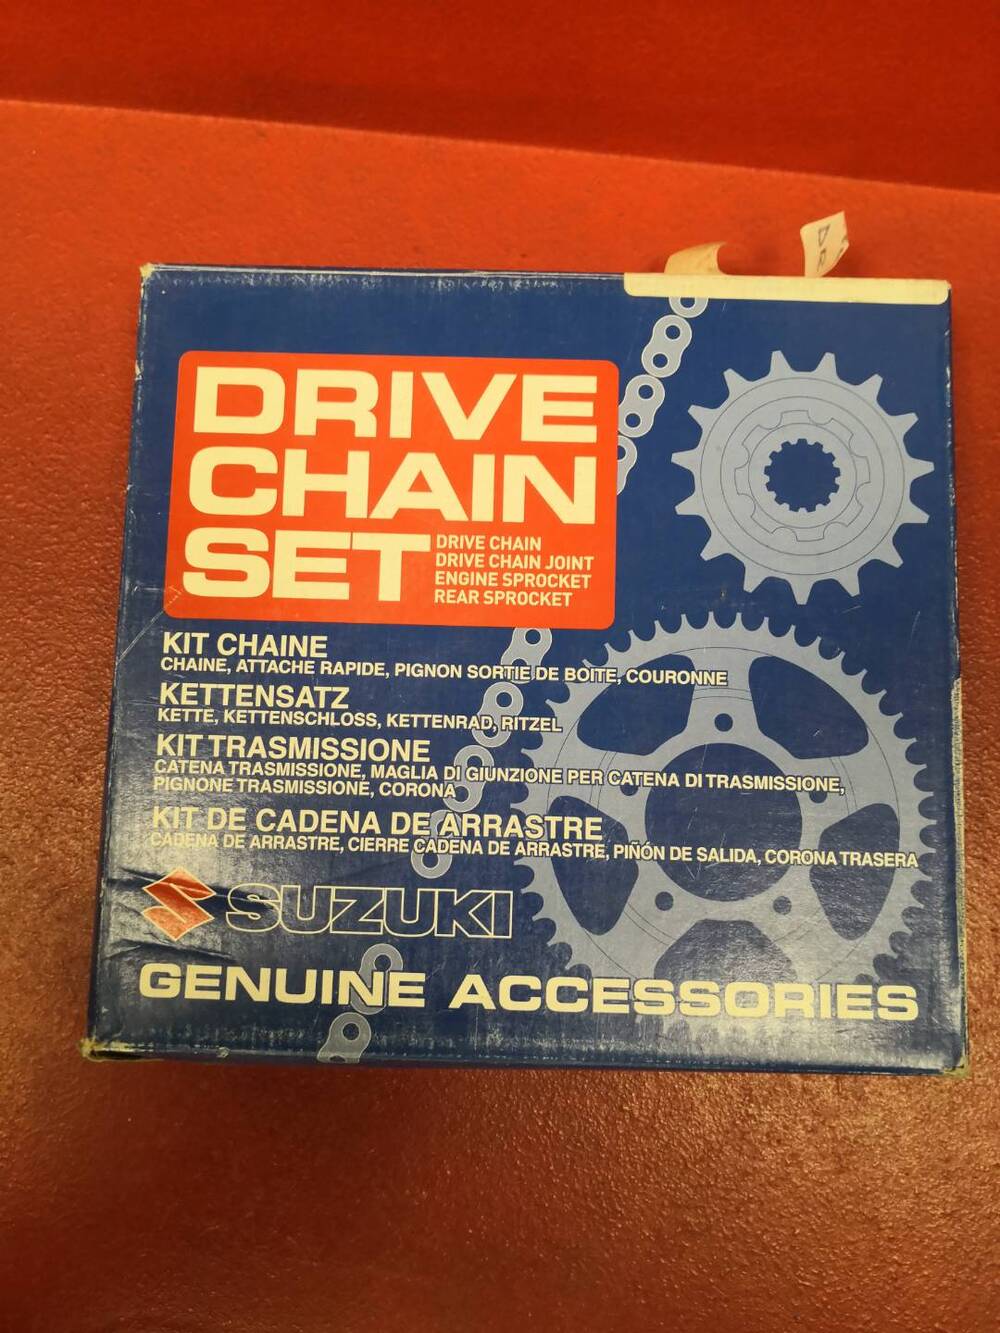 DRIVE
CHAIN
SET
DRIVE CHAIN
DRIVE CHAIN JOINT
ENGINE SPROCKET
REAR SPROCKET
KIT CHAINE
CHAINE, ATTACHE RAPIDE, PIGNON SORTIE DE BOITE, COURONNE
KETTENSATZ
KETTE, KETTENSCHLOSS, KETTENRAD, RITZEL
KIT TRASMISSIONE
CATENA TRASMISSIONE, MAGLIA DI GIUNZIONE PER CATENA DI TRASMISSIONE,
PIGNONE TRASMISSIONE, CORONA
KIT DE CADENA DE ARRASTRE
CADENA DE ARRASTRE, CIERRE CADENA DE ARRASTRE, PIÑÓN DE SALIDA, CORONA TRASERA
SUZUKI
GENUINE ACCESSORIES